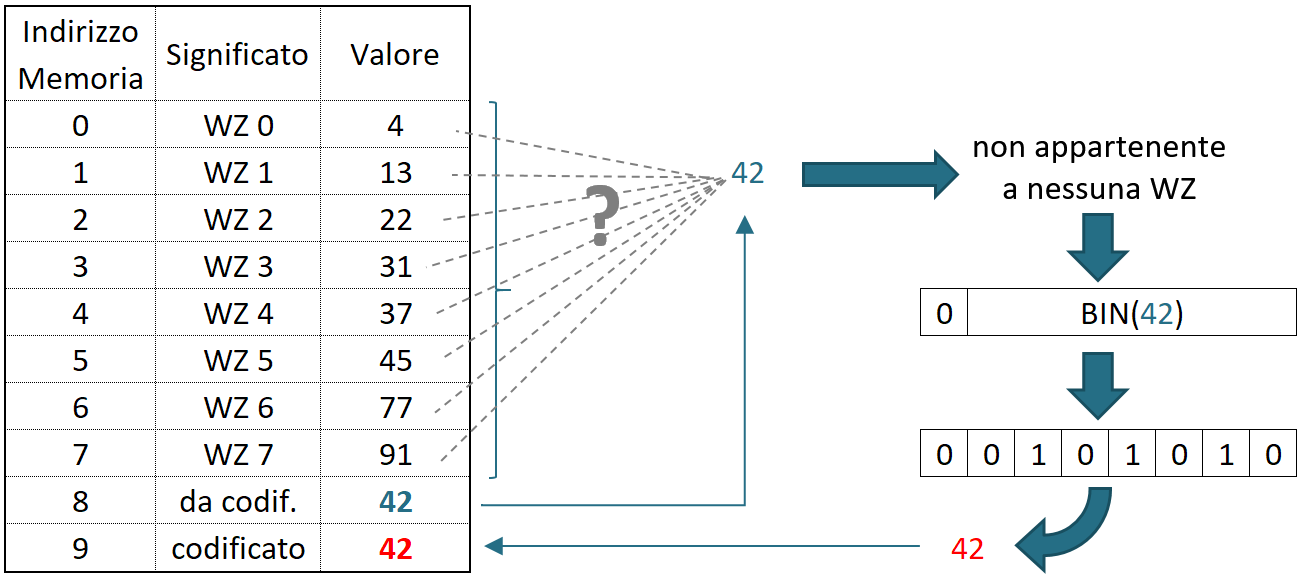 Indirizzo Memoria Significato Valore
0 WZ 0 4
1 WZ 1 13
2 WZ 2 22
3 WZ 3 31
4 WZ 4 37
5 WZ 5 45
6 WZ 6 77
7 WZ 7 91
8 da codif. 42
9 codificato 42
?
42
non appartenente
a nessuna WZ
0 BIN(42)
0 0 1 0 1 0 1 0
42